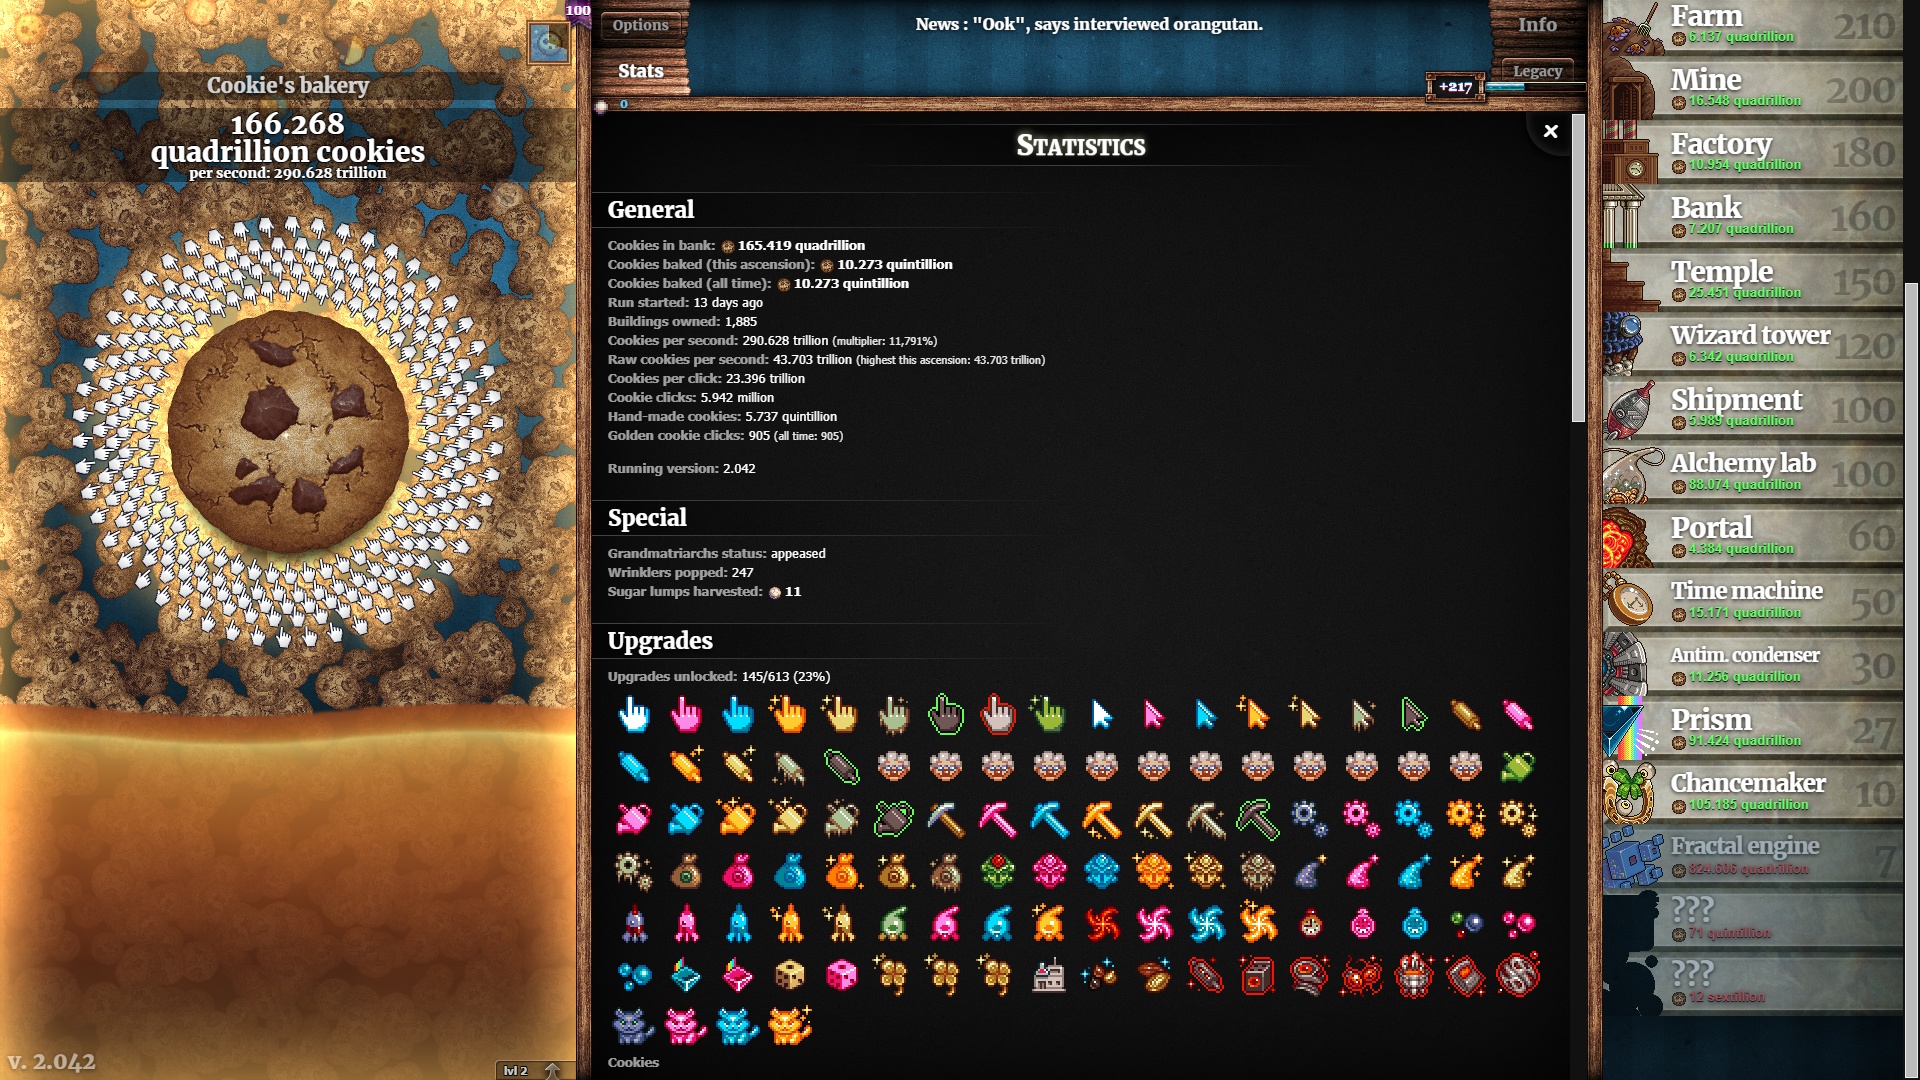 100
Cookie's bakery
166.268
quadrillion cookies
per second: 290.628 trillion
v. 2.042
lvl 2
Options
Stats
0
News : "Ook", says interviewed orangutan.
Info
Legacy
+217
Statistics
General
Cookies in bank: 165.419 quadrillion
Cookies baked (this ascension): 10.273 quintillion
Cookies baked (all time): 10.273 quintillion
Run started: 13 days ago
Buildings owned: 1,885
Cookies per second: 290.628 trillion (multiplier: 11,791%)
Raw cookies per second: 43.703 trillion (highest this ascension: 43.703 trillion)
Cookies per click: 23.396 trillion
Cookie clicks: 5.942 million
Hand-made cookies: 5.737 quintillion
Golden cookie clicks: 905 (all time: 905)
Running version: 2.042
Special
Grandmatriarchs status: appeased
Wrinklers popped: 247
Sugar lumps harvested: 11
Upgrades
Upgrades unlocked: 145/613 (23%)
Cookies
Farm 210
6.137 quadrillion
Mine 200
16.548 quadrillion
Factory 180
10.954 quadrillion
Bank 160
7.207 quadrillion
Temple 150
25.451 quadrillion
Wizard tower 120
6.342 quadrillion
Shipment 100
5.989 quadrillion
Alchemy lab 100
88.074 quadrillion
Portal 60
4.384 quadrillion
Time machine 50
15.171 quadrillion
Antim. condenser 30
11.256 quadrillion
Prism 27
91.424 quadrillion
Chancemaker 10
105.185 quadrillion
Fractal engine 7
824.606 quadrillion
???
71 quintillion
???
12 sextillion